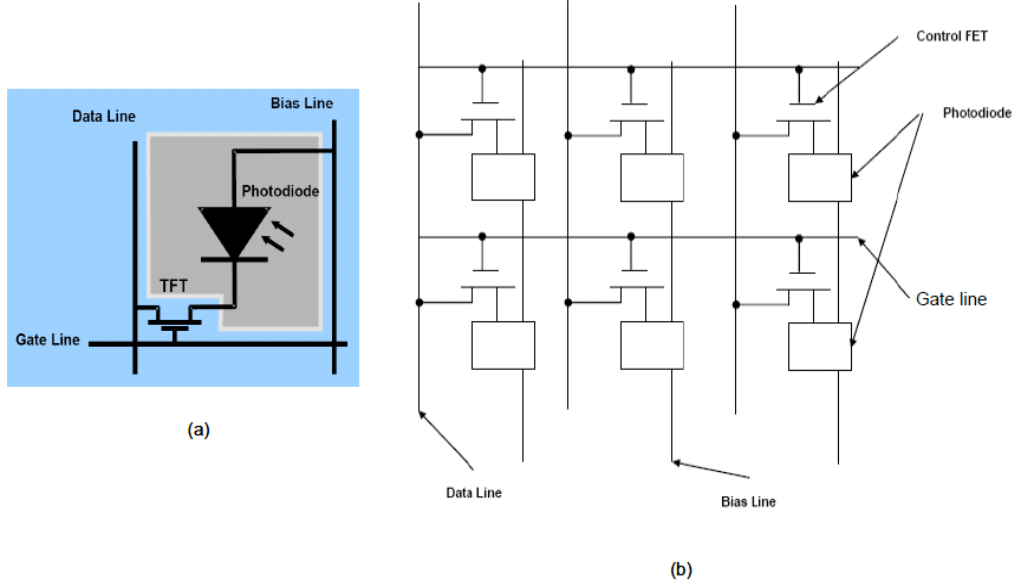 Data Line
Bias Line
Photodiode
TFT
Gate Line
(a)
Control FET
Photodiode
Gate line
Data Line
Bias Line
(b)